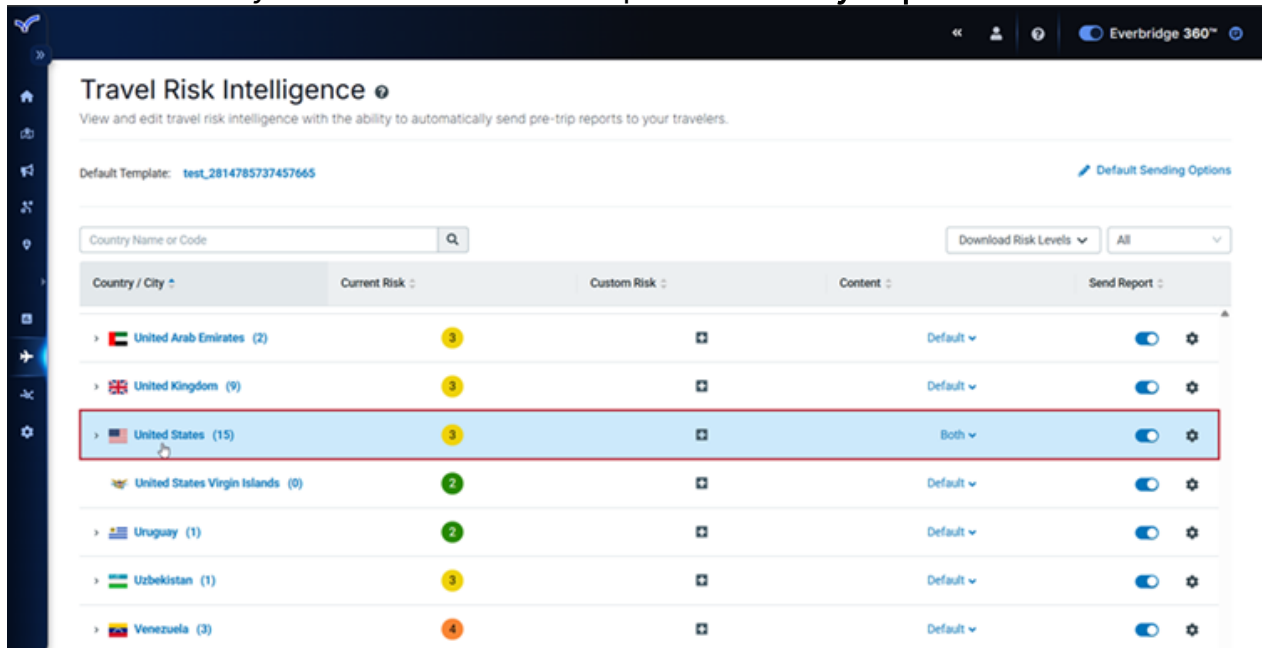 Everbridge 360™
Travel Risk Intelligence
View and edit travel risk intelligence with the ability to automatically send pre-trip reports to your travelers.
Default Template: test_2814785737457665
Default Sending Options
Country Name or Code
Download Risk Levels All
Country / City Current Risk Custom Risk Content Send Report
United Arab Emirates (2) 3 Default
United Kingdom (9) 3 Default
United States (15) 3 Both
United States Virgin Islands (0) 2 Default
Uruguay (1) 2 Default
Uzbekistan (1) 3 Default
Venezuela (3) 4 Default